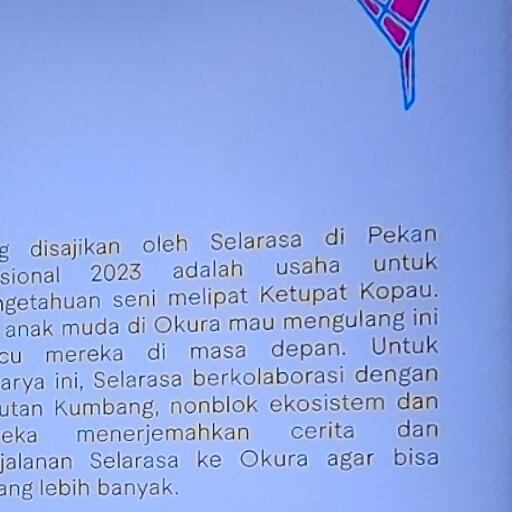 g disajikan oleh Selarasa di Pekan
sional 2023 adalah usaha untuk
ngetahuan seni melipat Ketupat Kopau.
anak muda di Okura mau mengulang ini
cu mereka di masa depan. Untuk
arya ini, Selarasa berkolaborasi dengan
utan Kumbang, nonblok ekosistem dan
eka menerjemahkan cerita dan
jalanan Selarasa ke Okura agar bisa
ang lebih banyak.